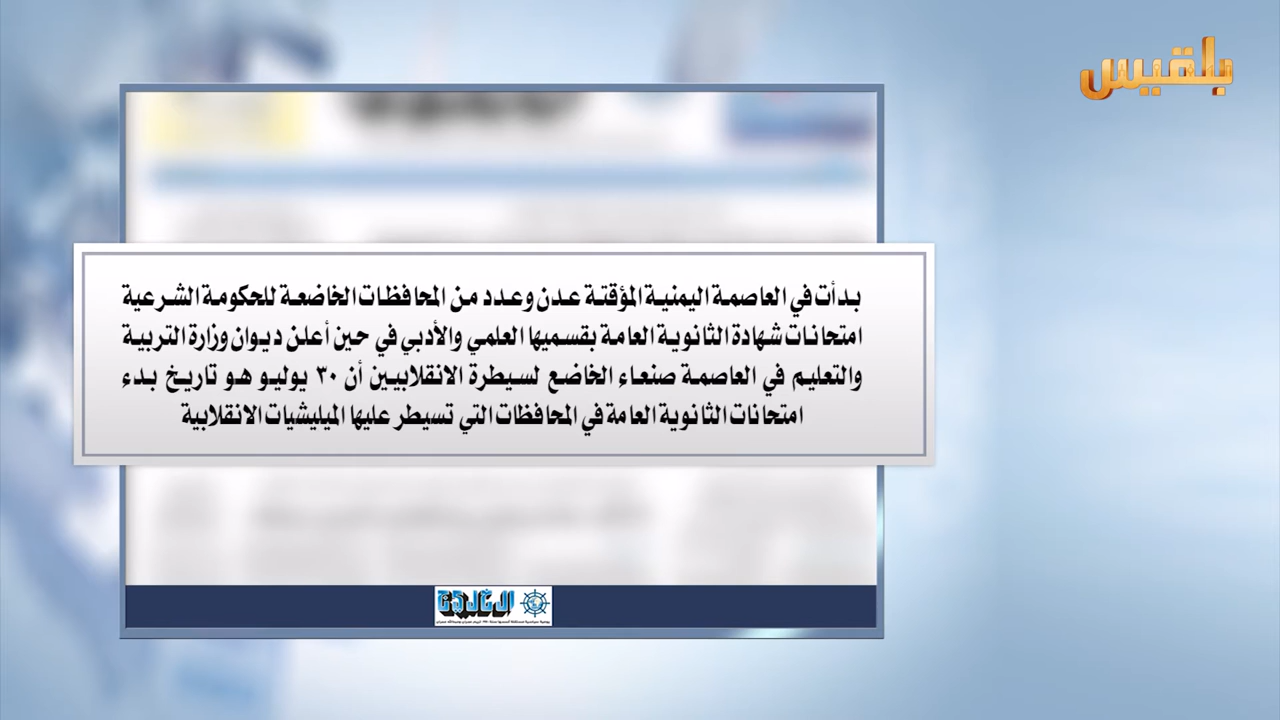 بلقيس
بدأت في العاصمة اليمنية المؤقتة عدن وعدد من المحافظات الخاضعة للحكومة الشرعية
امتحانات شهادة الثانوية العامة بقسميها العلمي والأدبي في حين أعلن ديوان وزارة التربية
والتعليم في العاصمة صنعاء الخاضع لسيطرة الانقلابيين أن ٣٠ يوليو هو تاريخ بدء
امتحانات الثانوية العامة في المحافظات التي تسيطر عليها الميليشيات الانقلابية